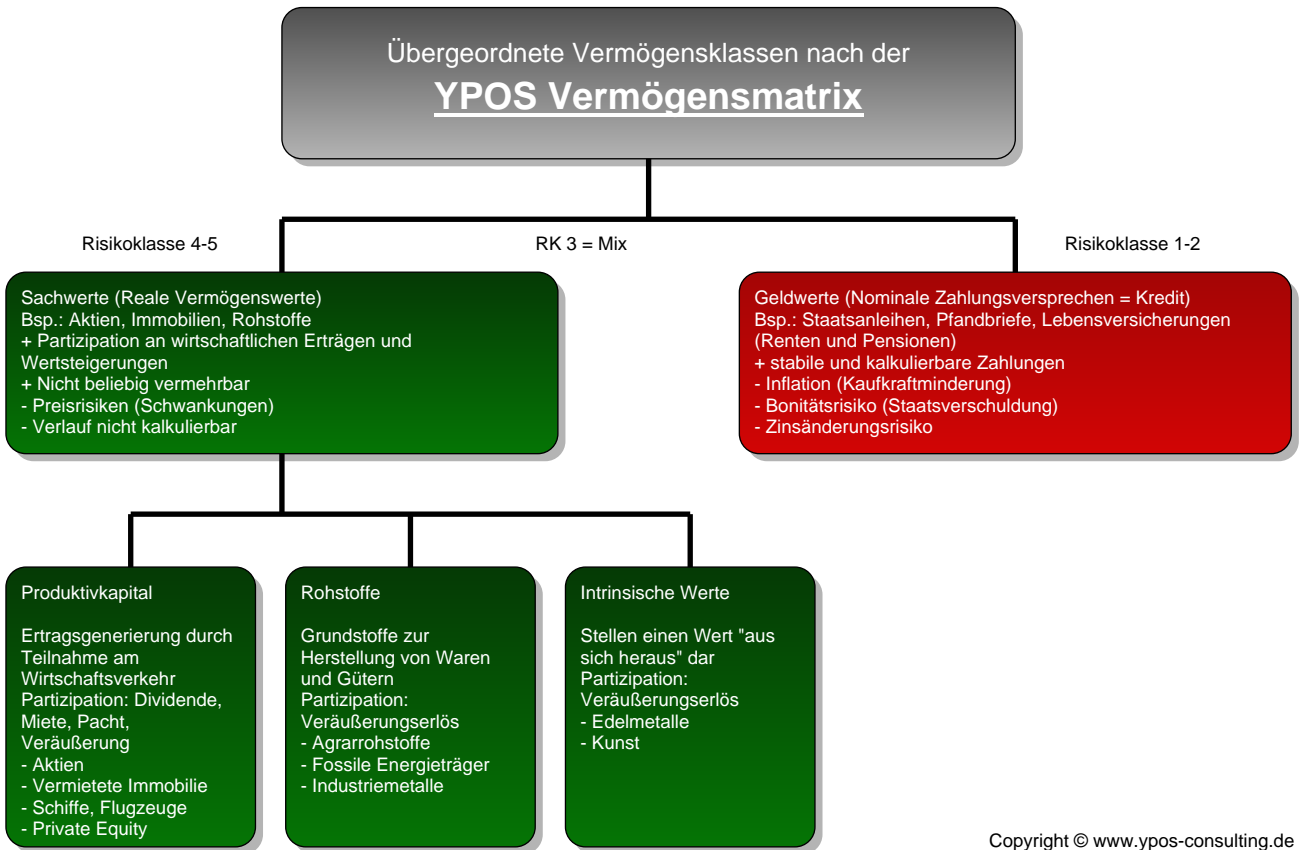 Übergeordnete Vermögensklassen nach der
YPOS Vermögensmatrix
Risikoklasse 4-5
RK 3 = Mix
Risikoklasse 1-2
Sachwerte (Reale Vermögenswerte)
Bsp.: Aktien, Immobilien, Rohstoffe
+ Partizipation an wirtschaftlichen Erträgen und
Wertsteigerungen
+ Nicht beliebig vermehrbar
- Preisrisiken (Schwankungen)
- Verlauf nicht kalkulierbar
Geldwerte (Nominale Zahlungsversprechen = Kredit)
Bsp.: Staatsanleihen, Pfandbriefe, Lebensversicherungen
(Renten und Pensionen)
+ stabile und kalkulierbare Zahlungen
- Inflation (Kaufkraftminderung)
- Bonitätsrisiko (Staatsverschuldung)
- Zinsänderungsrisiko
Produktivkapital
Ertragsgenerierung durch
Teilnahme am
Wirtschaftsverkehr
Partizipation: Dividende,
Miete, Pacht,
Veräußerung
- Aktien
- Vermietete Immobilie
- Schiffe, Flugzeuge
- Private Equity
Rohstoffe
Grundstoffe zur
Herstellung von Waren
und Gütern
Partizipation:
Veräußerungserlös
- Agrarrohstoffe
- Fossile Energieträger
- Industriemetalle
Intrinsische Werte
Stellen einen Wert "aus
sich heraus" dar
Partizipation:
Veräußerungserlös
- Edelmetalle
- Kunst
Copyright © www.ypos-consulting.de